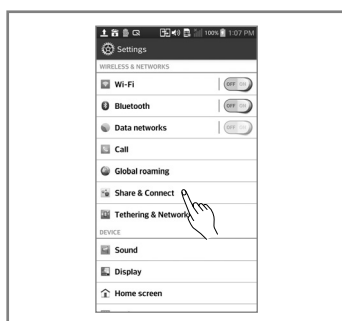 100% 1:07 PM
Settings
WIRELESS & NETWORKS
Wi-Fi OFF ON
Bluetooth OFF ON
Data networks OFF ON
Call
Global roaming
Share & Connect
Tethering & Network
DEVICE
Sound
Display
Home screen